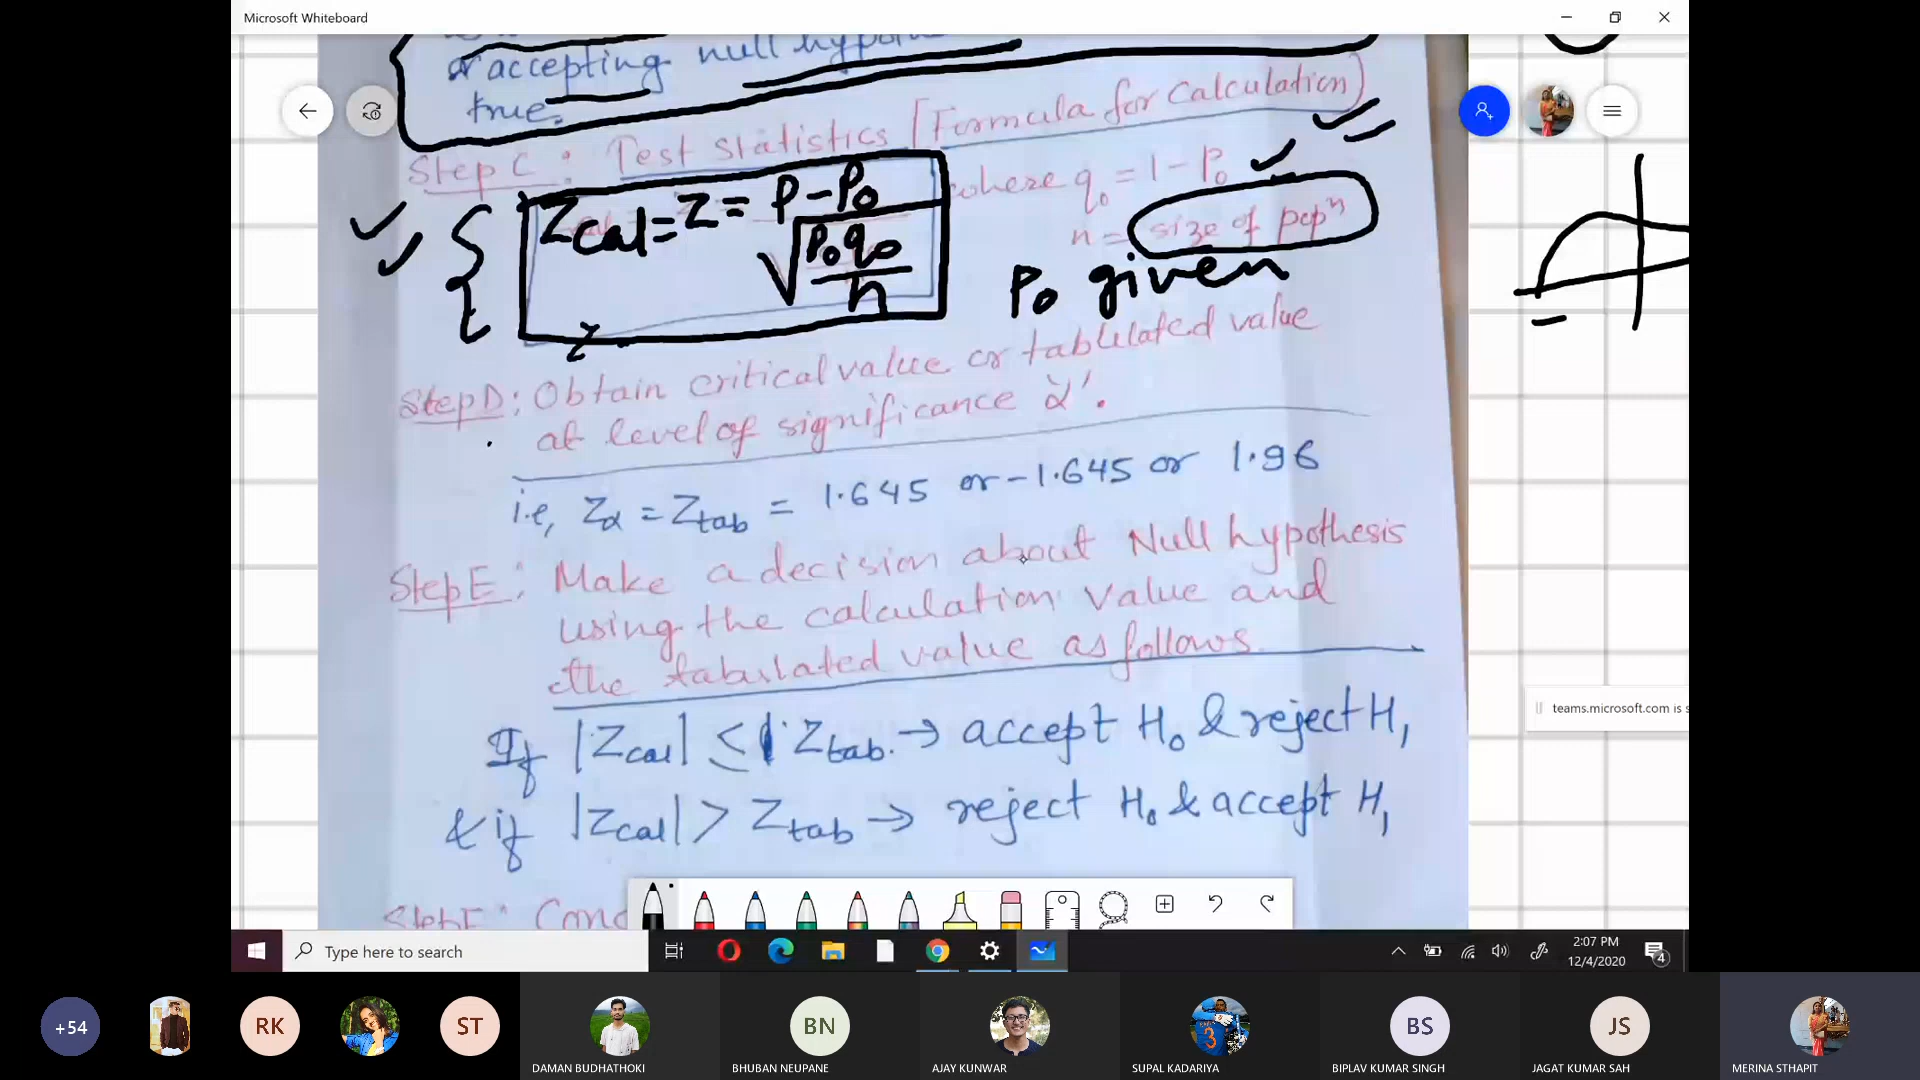 Microsoft Whiteboard
or accepting null
true.
Step C: Test Statistics [Formula for Calculation]
Zcal = Z = P - P₀ / √(P₀q₀/n)
where q₀ = 1 - P₀
n = size of popⁿ
P₀ given
Z
Step D: Obtain critical value or tablulated value
at level of significance 'α'.
i.e, Zα = Ztab = 1.645 or -1.645 or 1.96
Step E: Make a decision about Null hypothesis
using the calculation value and
the tabulated value as follows.
If |Zcal| ≤ Ztab. → accept H₀ & reject H₁
& if |Zcal| > Ztab → reject H₀ & accept H₁
teams.microsoft.com is s
Type here to search
2:07 PM
12/4/2020
4
+54
RK
ST
BN
3
BS
JS
DAMAN BUDHATHOKI
BHUBAN NEUPANE
AJAY KUNWAR
SUPAL KADARIYA
BIPLAV KUMAR SINGH
JAGAT KUMAR SAH
MERINA STHAPIT